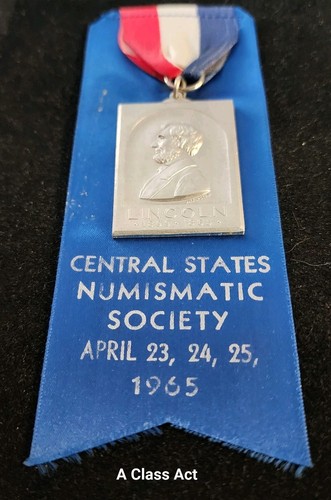 LINCOLN
CENTRAL STATES
NUMISMATIC
SOCIETY
APRIL 23, 24, 25,
1965
A Class Act